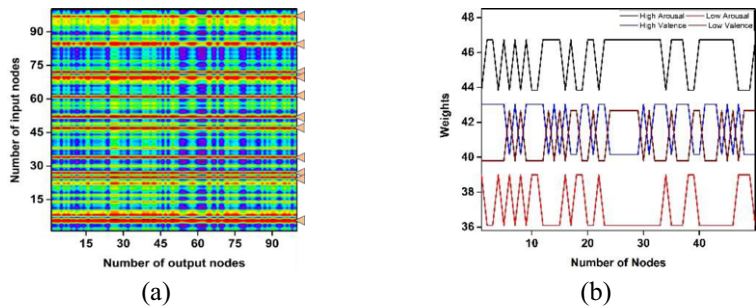 90
75
60
45
30
15
Number of input nodes
15 30 45 60 75 90
Number of output nodes
(a)
High Arousal Low Arousal
High Valence Low Valence
48
46
44
42
40
38
36
Weights
10 20 30 40
Number of Nodes
(b)